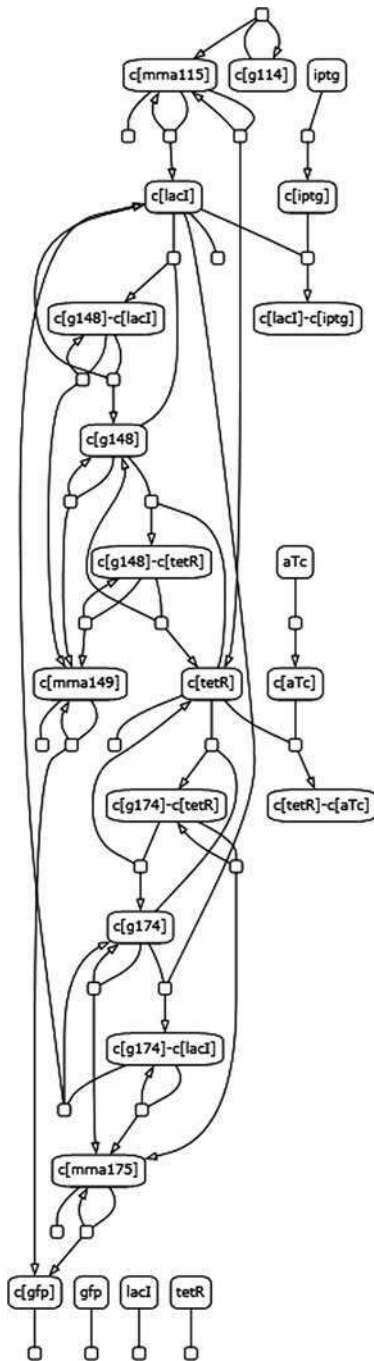 c[mma115]
c[g114]
iptg
c[lacI]
c[iptg]
c[g148]-c[lacI]
c[lacI]-c[iptg]
c[g148]
c[g148]-c[tetR]
aTc
c[mma149]
c[tetR]
c[aTc]
c[g174]-c[tetR]
c[tetR]-c[aTc]
c[g174]
c[g174]-c[lacI]
c[mma175]
c[gfp]
gfp
lacI
tetR